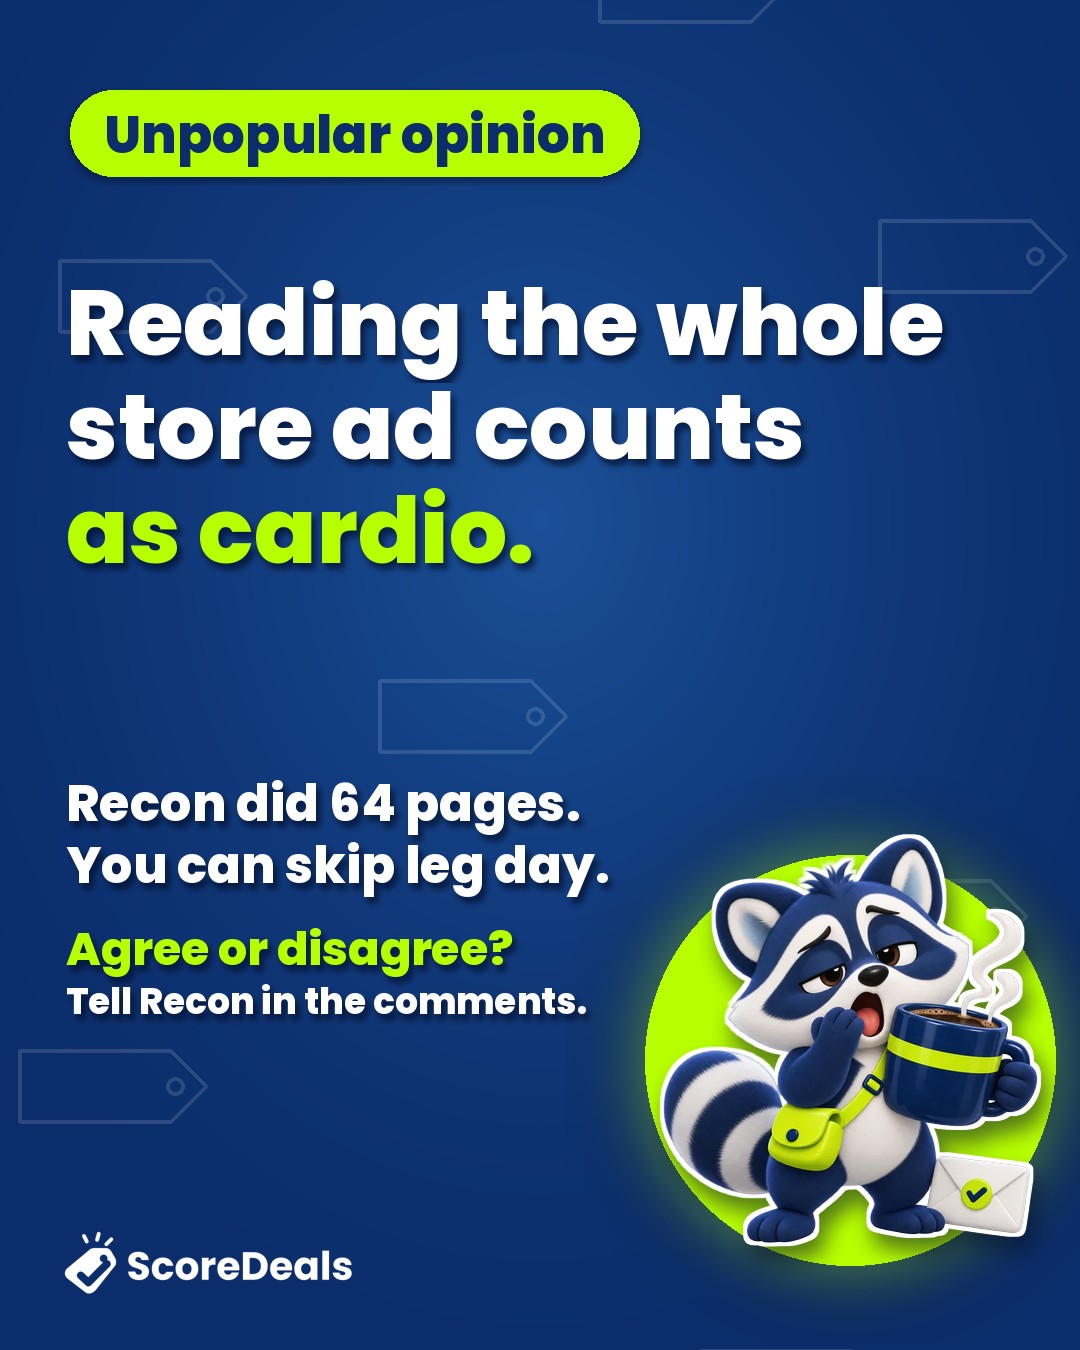 Unpopular opinion
Reading the whole
store ad counts
as cardio.
Recon did 64 pages.
You can skip leg day.
Agree or disagree?
Tell Recon in the comments.
ScoreDeals